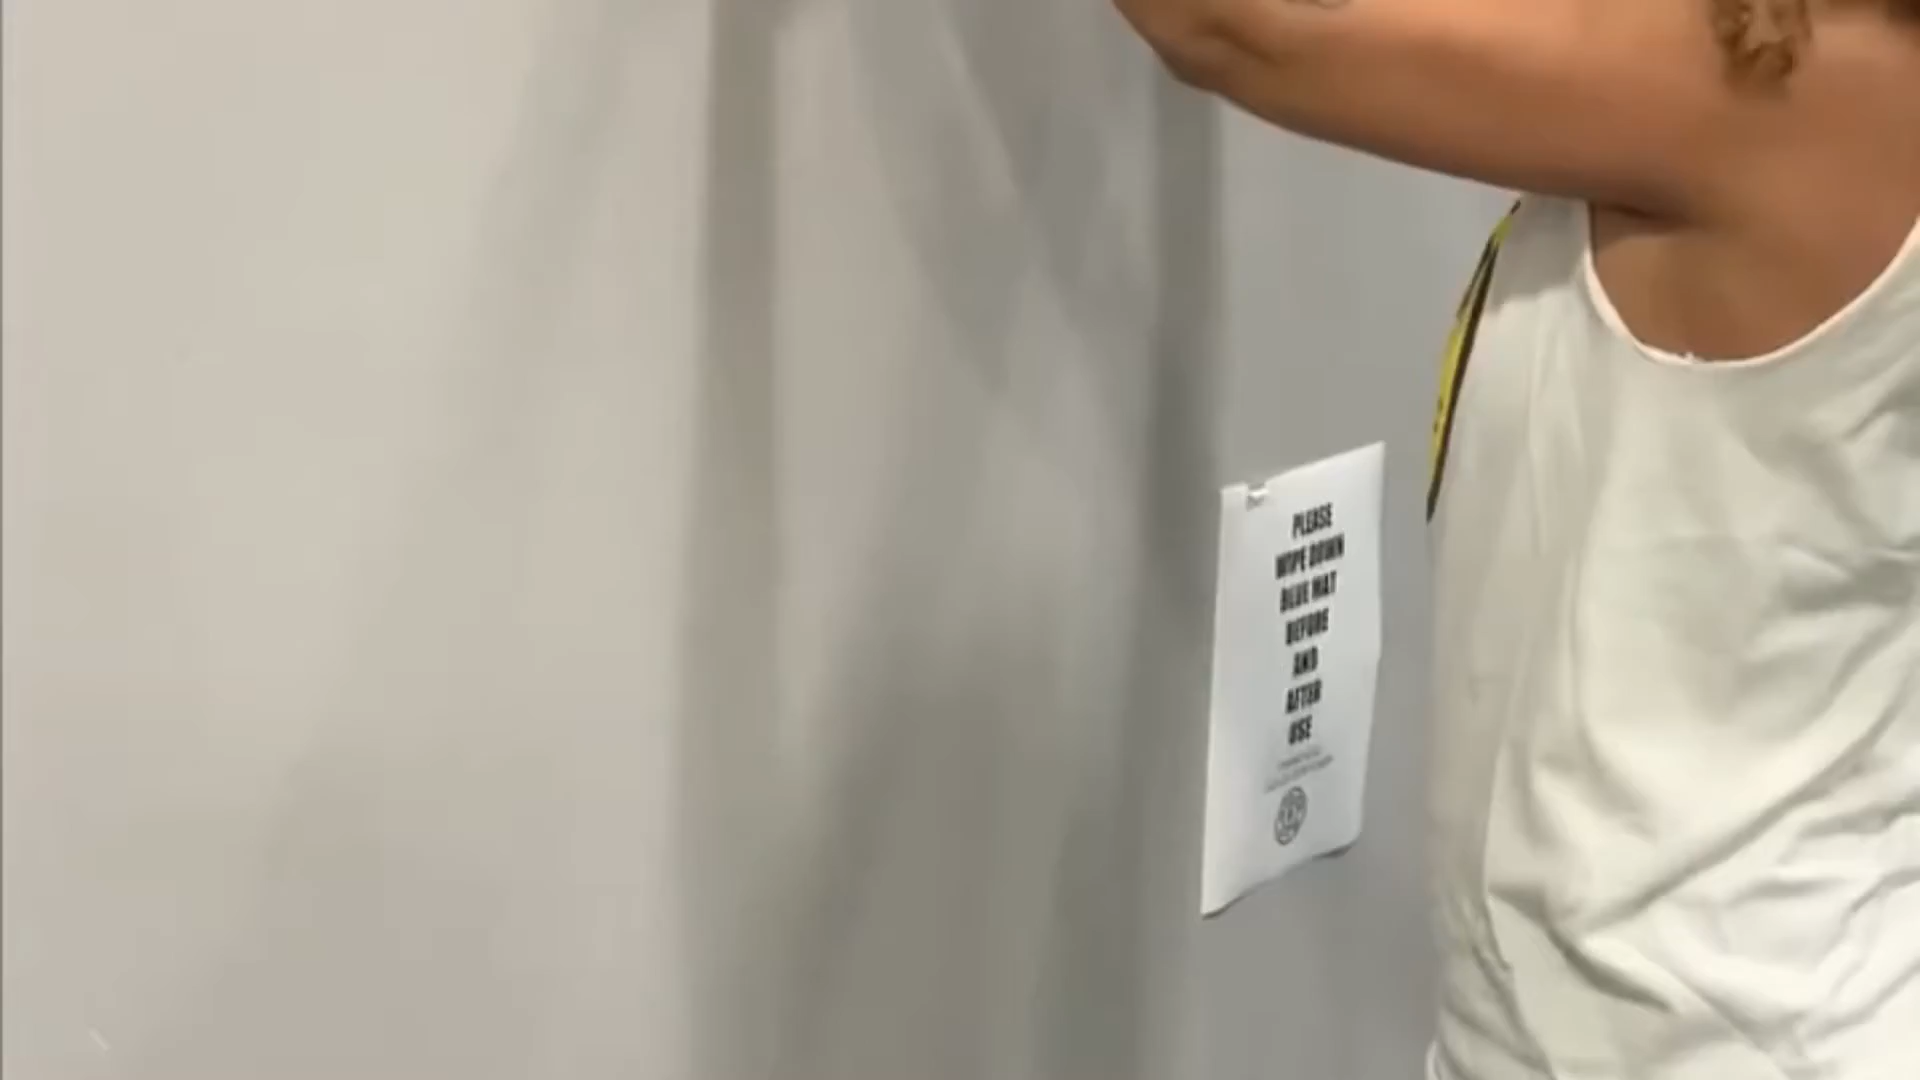 PLEASE
WIPE DOWN
BLUE MAT
BEFORE
AND
AFTER
USE